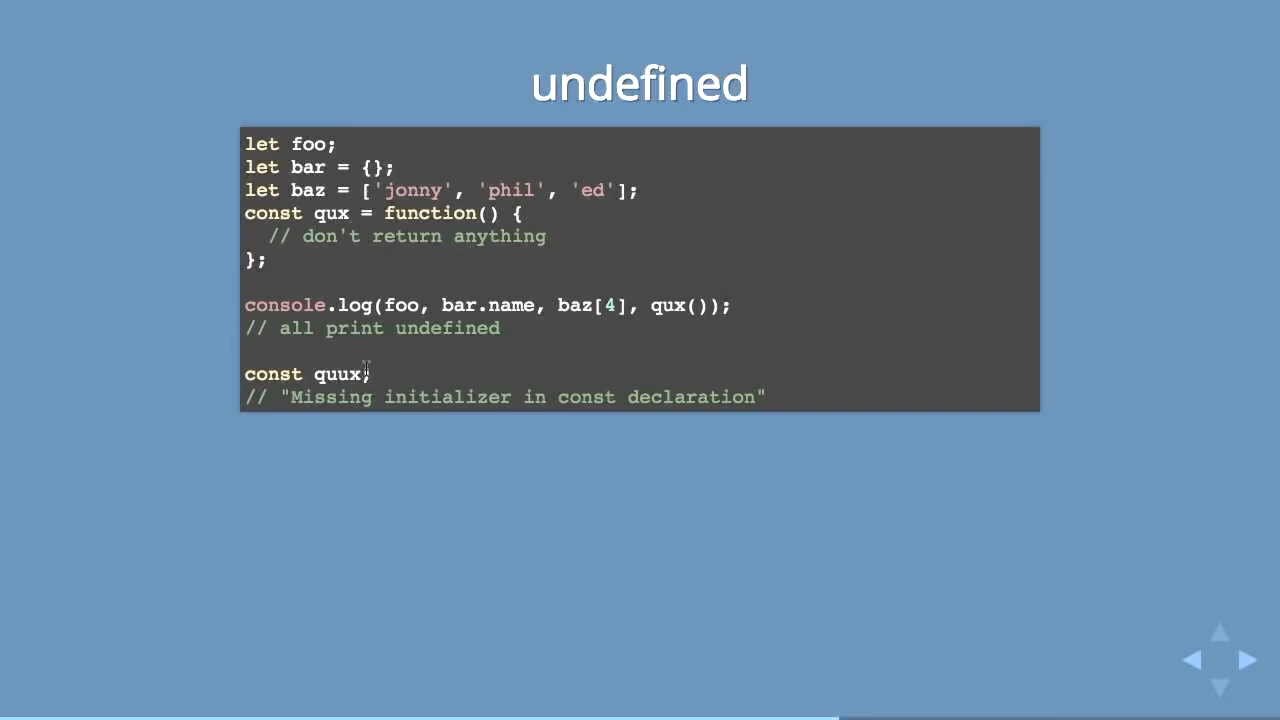 undefined
let foo;
let bar = {};
let baz = ['jonny', 'phil', 'ed'];
const qux = function() {
  // don't return anything
};
console.log(foo, bar.name, baz[4], qux());
// all print undefined
const quux;
// "Missing initializer in const declaration"